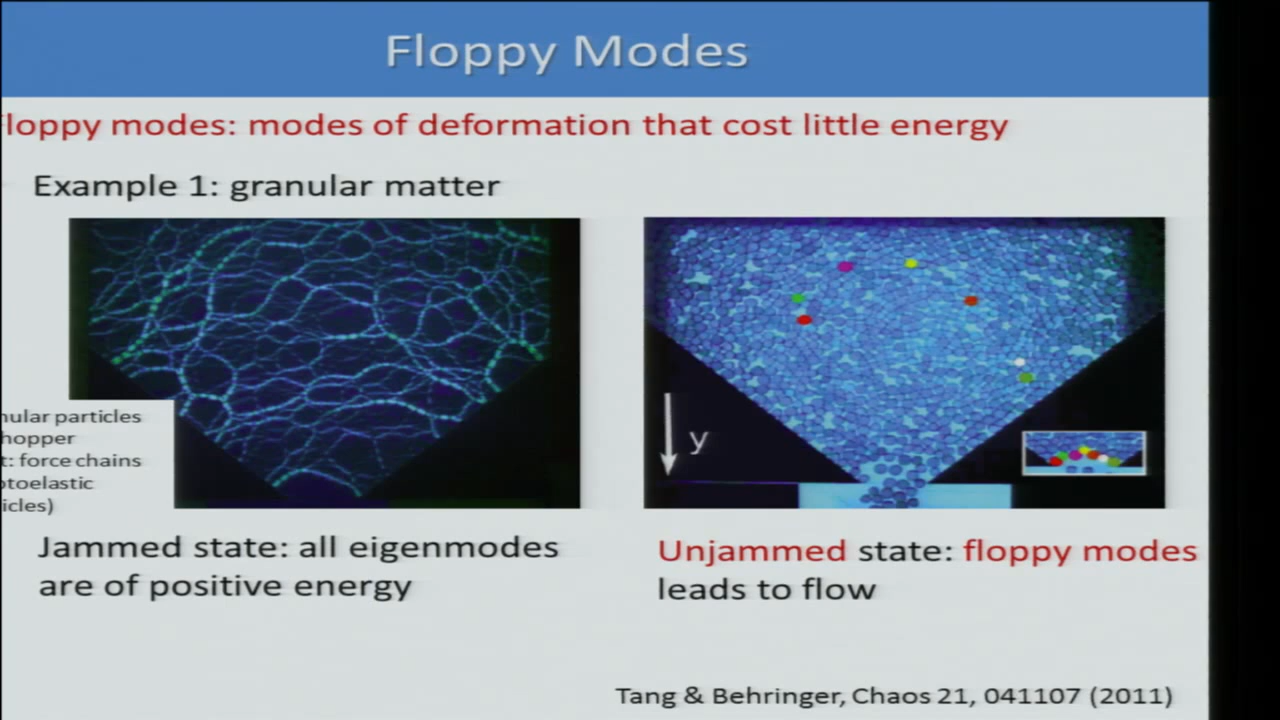 Floppy Modes
loppy modes: modes of deformation that cost little energy
Example 1: granular matter
nular particles
hopper
t: force chains
otoelastic
icles)
y
Jammed state: all eigenmodes
are of positive energy
Unjammed state: floppy modes
leads to flow
Tang & Behringer, Chaos 21, 041107 (2011)